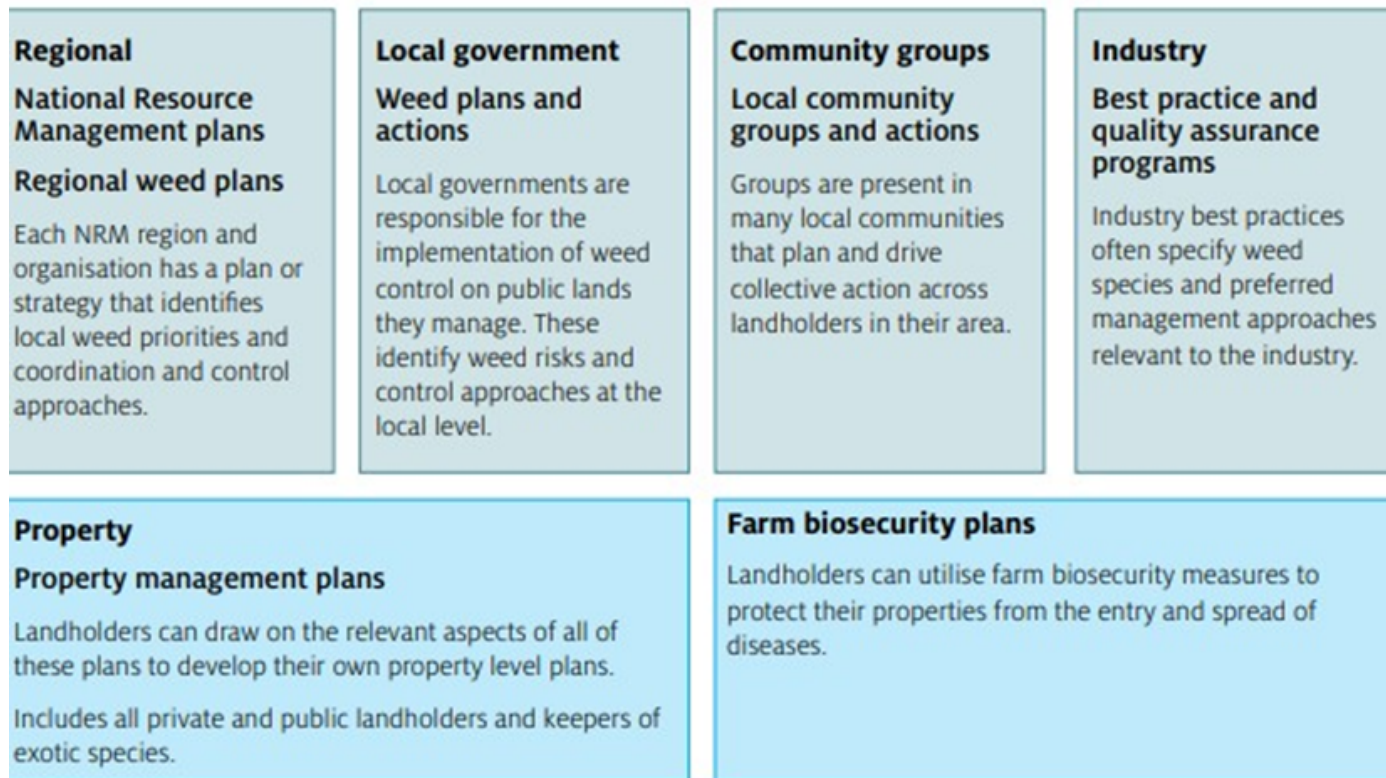 Regional
National Resource
Management plans
Regional weed plans
Each NRM region and
organisation has a plan or
strategy that identifies
local weed priorities and
coordination and control
approaches.
Local government
Weed plans and
actions
Local governments are
responsible for the
implementation of weed
control on public lands
they manage. These
identify weed risks and
control approaches at the
local level.
Community groups
Local community
groups and actions
Groups are present in
many local communities
that plan and drive
collective action across
landholders in their area.
Industry
Best practice and
quality assurance
programs
Industry best practices
often specify weed
species and preferred
management approaches
relevant to the industry.
Property
Property management plans
Landholders can draw on the relevant aspects of all of
these plans to develop their own property level plans.
Includes all private and public landholders and keepers of
exotic species.
Farm biosecurity plans
Landholders can utilise farm biosecurity measures to
protect their properties from the entry and spread of
diseases.